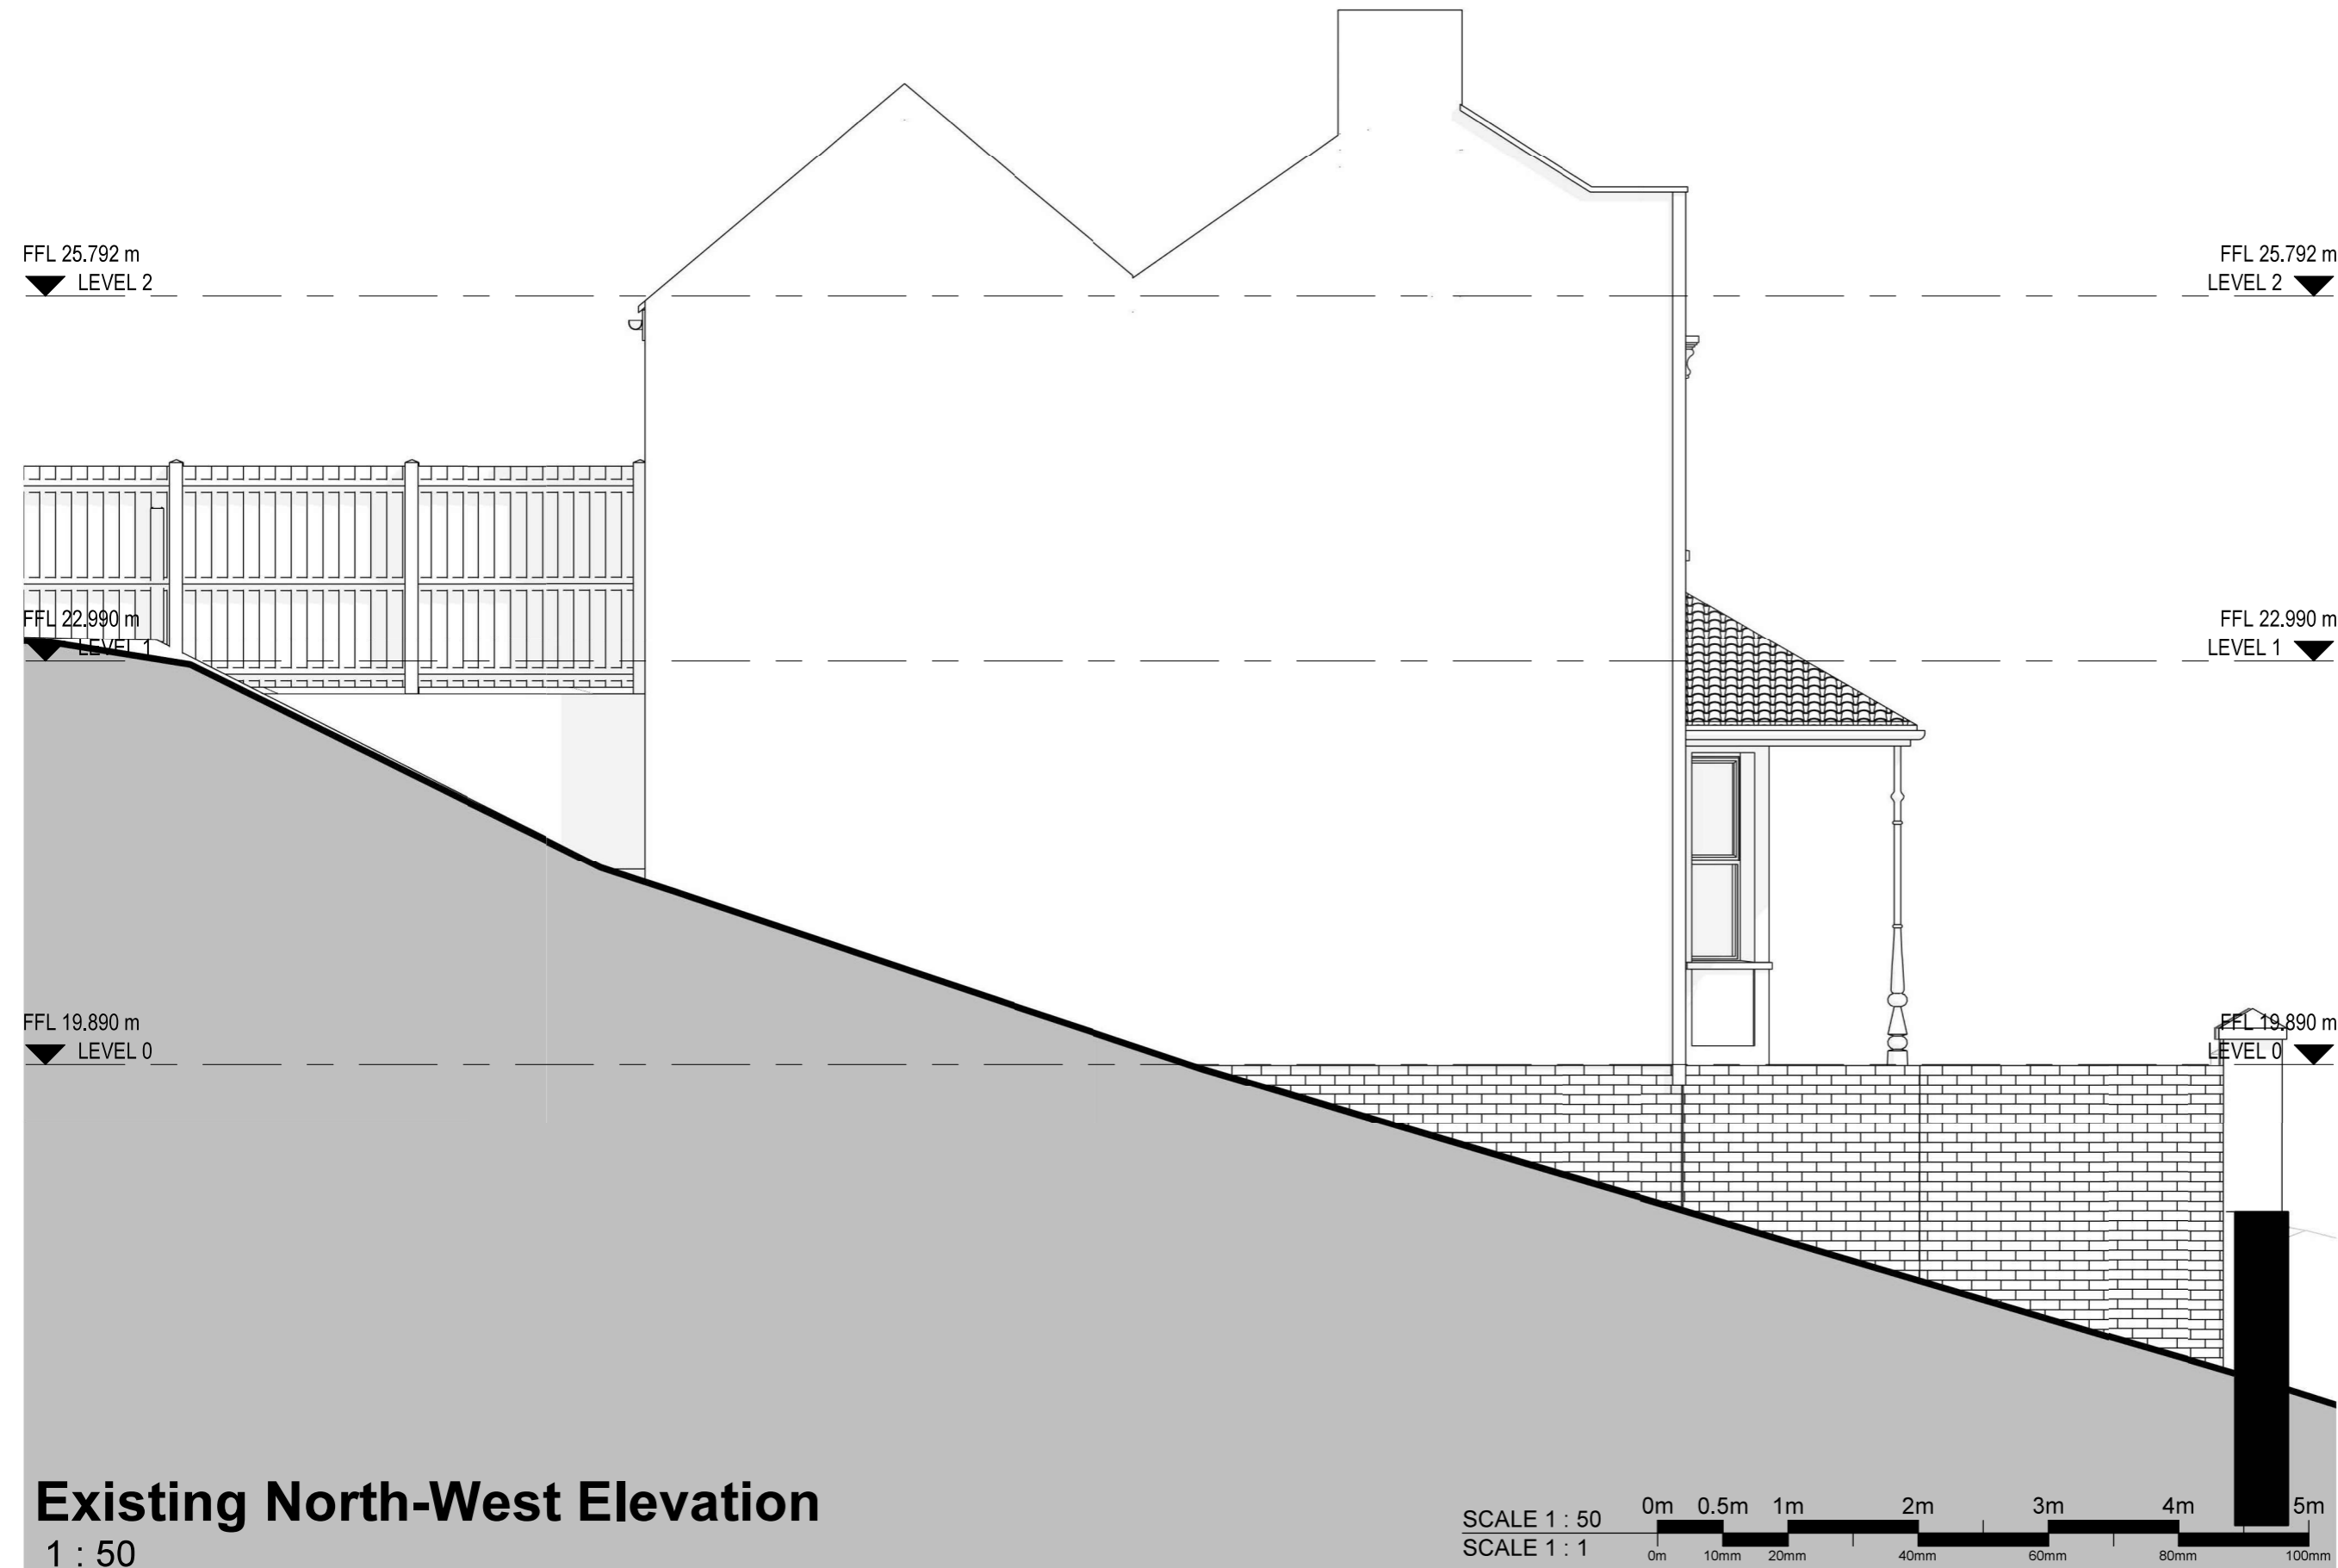 FFL 25.792 m
LEVEL 2
FFL 25.792 m
LEVEL 2
FFL 22.990 m
LEVEL 1
FFL 22.990 m
LEVEL 1
FFL 19.890 m
LEVEL 0
FFL 19.890 m
LEVEL 0
Existing North-West Elevation
1 : 50
SCALE 1 : 50
0m 0.5m 1m 2m 3m 4m 5m
SCALE 1 : 1
0m 10mm 20mm 40mm 60mm 80mm 100mm